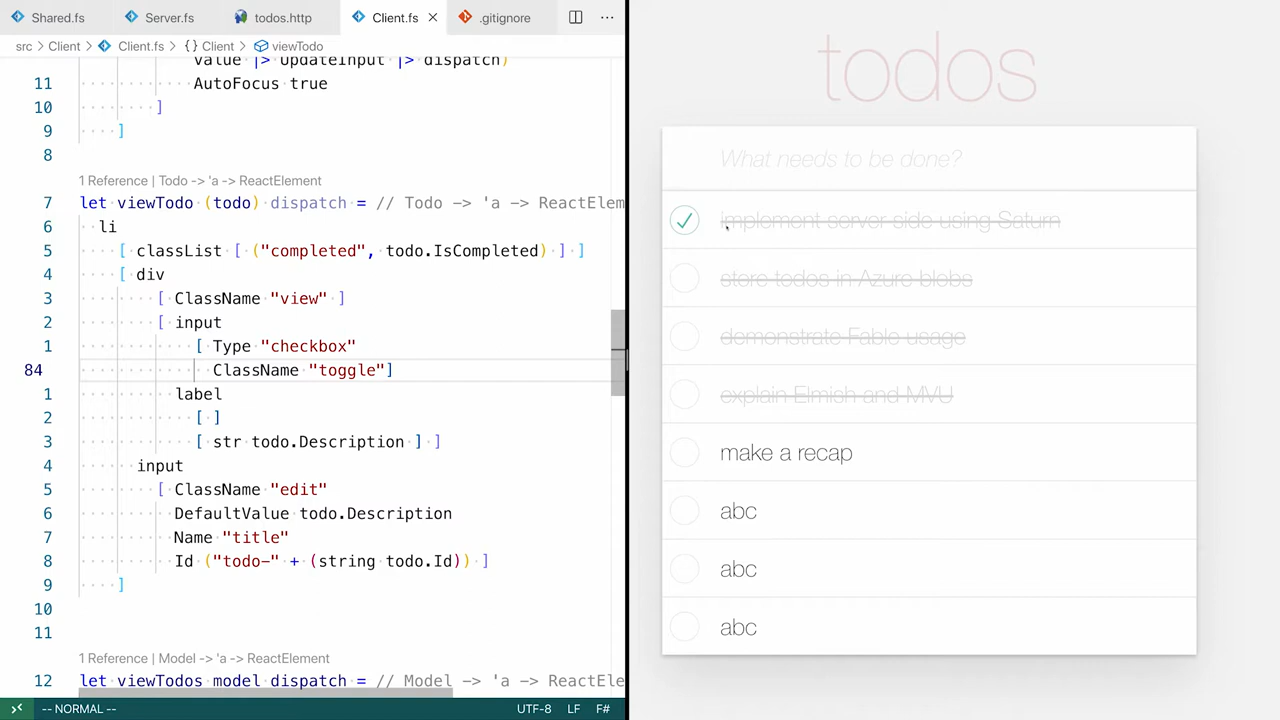 Shared.fs
Server.fs
todos.http
Client.fs
.gitignore
src > Client > Client.fs > {} Client > viewTodo
value |> UpdateInput |> dispatch)
11 AutoFocus true
10 ]
9 ]
8
1 Reference | Todo -> 'a -> ReactElement
7 let viewTodo (todo) dispatch = // Todo -> 'a -> ReactElem
6 li
5 [ classList [ ("completed", todo.IsCompleted) ] ]
4 [ div
3 [ ClassName "view" ]
2 [ input
1 [ Type "checkbox"
84 ClassName "toggle"]
1 label
2 [ ]
3 [ str todo.Description ] ]
4 input
5 [ ClassName "edit"
6 DefaultValue todo.Description
7 Name "title"
8 Id ("todo-" + (string todo.Id)) ]
9 ]
10
11
1 Reference | Model -> 'a -> ReactElement
12 let viewTodos model dispatch = // Model -> 'a -> ReactEle
-- NORMAL --
UTF-8
LF
F#
todos
What needs to be done?
implement server side using Saturn
store todos in Azure blobs
demonstrate Fable usage
explain Elmish and MVU
make a recap
abc
abc
abc